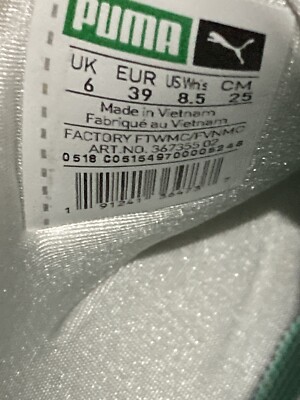 PUMA
UK EUR US Wn's CM
6 39 8.5 25
Made in Vietnam
Fabriqué au Vietnam
FACTORY FTWMC/FVNMC
ART.NO. 367355 02
0518